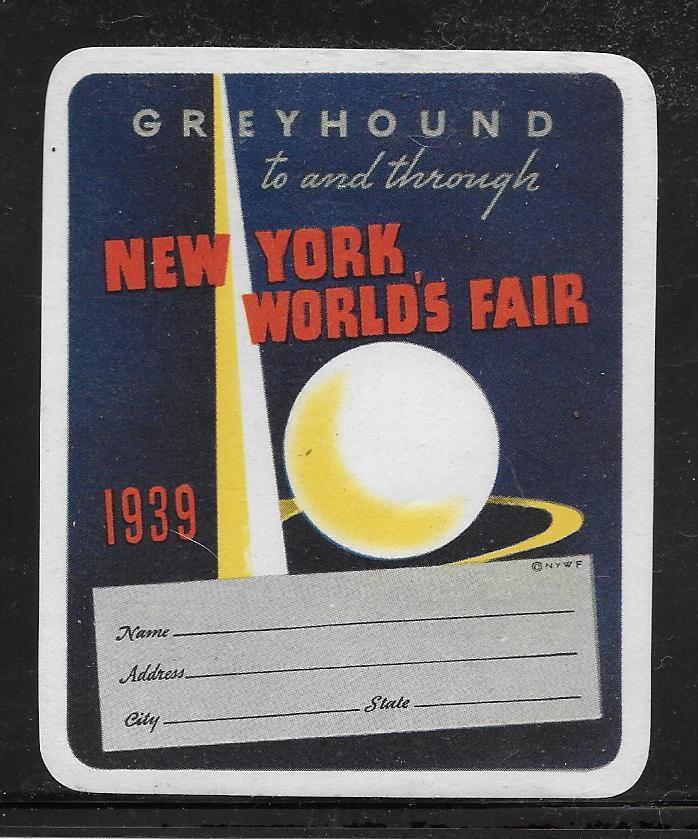 GREYHOUND
to and through
NEW YORK
WORLD'S FAIR
1939
©NYWF
Name
Address
City State